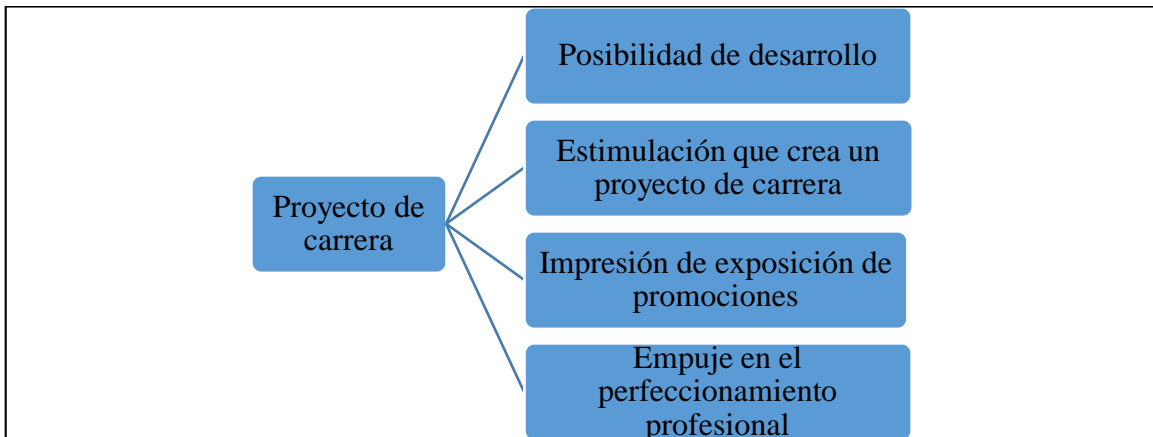 Proyecto de
carrera
Posibilidad de desarrollo
Estimulación que crea un
proyecto de carrera
Impresión de exposición de
promociones
Empuje en el
perfeccionamiento
profesional